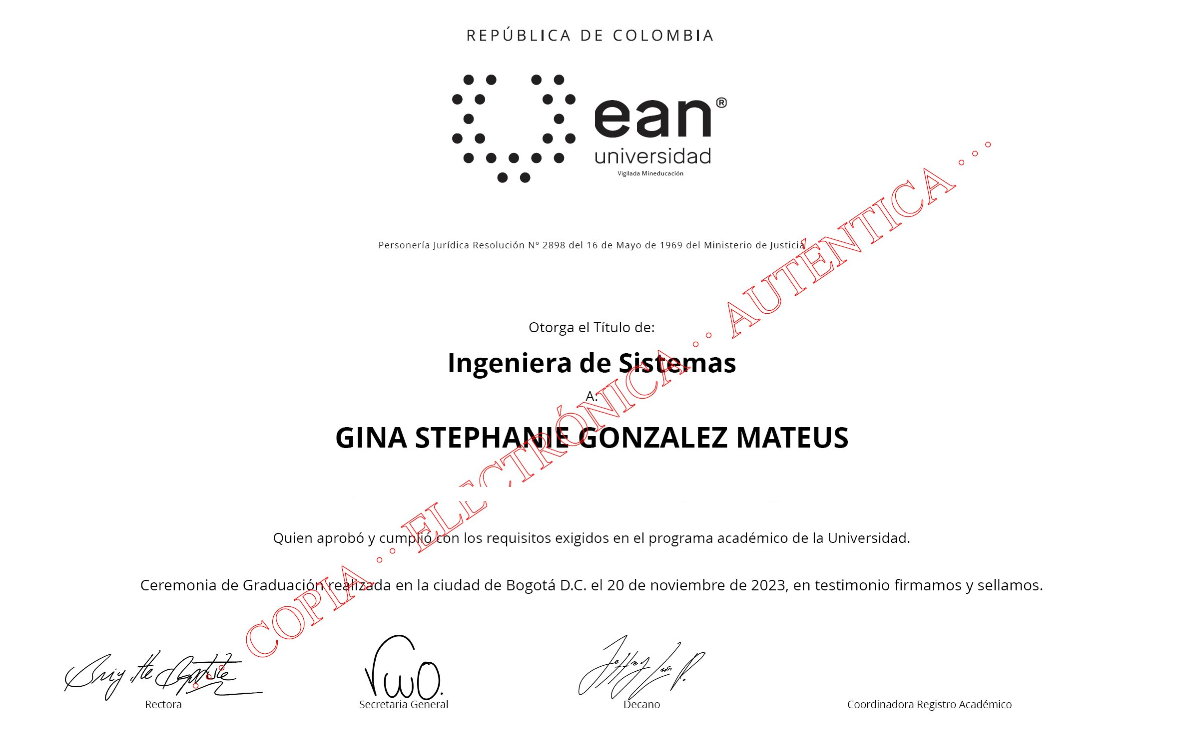 REPÚBLICA DE COLOMBIA
ean®
universidad
Vigilada Mineducación
Personería Jurídica Resolución N° 2898 del 16 de Mayo de 1969 del Ministerio de Justicia
Otorga el Título de:
Ingeniera de Sistemas
A:
GINA STEPHANIE GONZALEZ MATEUS
COPIA ... ELECTRÓNICA ... AUTÉNTICA ...
Quien aprobó y cumplió con los requisitos exigidos en el programa académico de la Universidad.
Ceremonia de Graduación realizada en la ciudad de Bogotá D.C. el 20 de noviembre de 2023, en testimonio firmamos y sellamos.
Rectora
Secretaria General
Decano
Coordinadora Registro Académico